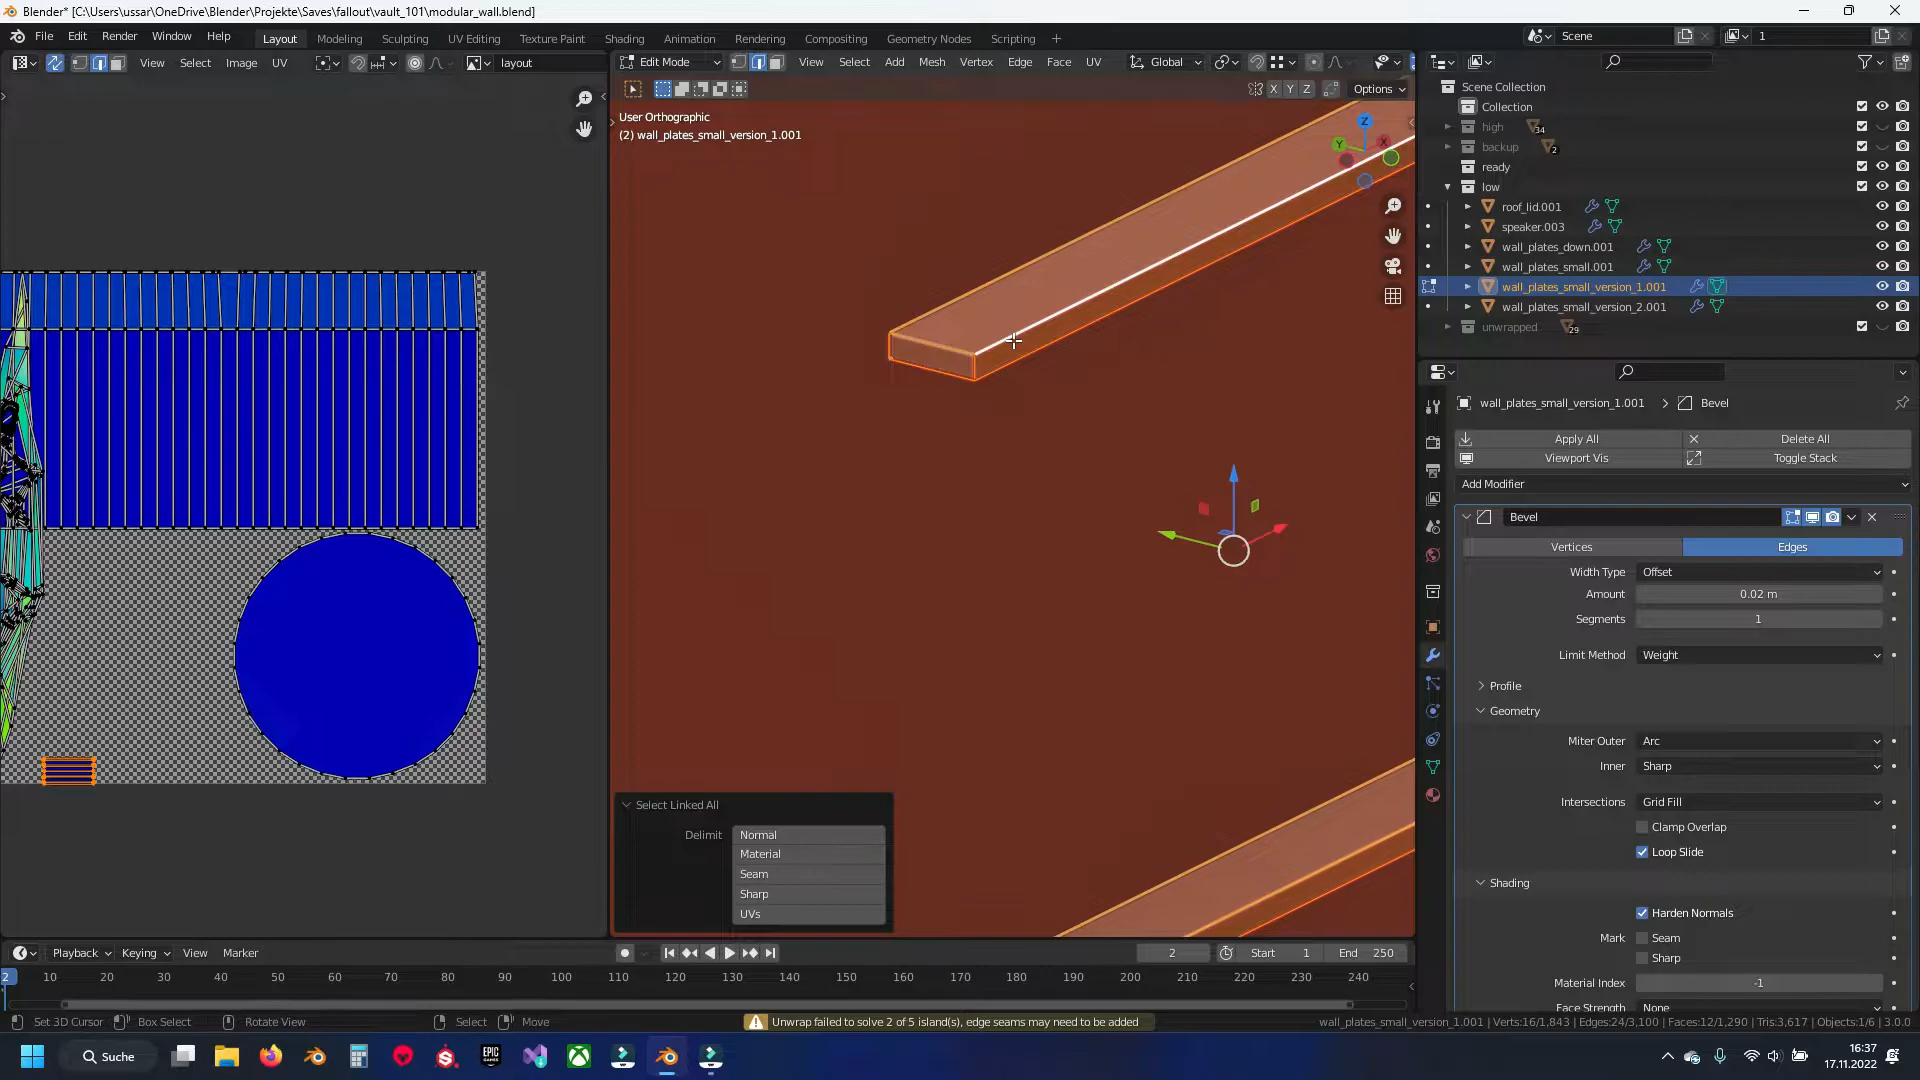 Blender* [C:\Users\ussar\OneDrive\Blender\Projekte\Saves\fallout\vault_101\modular_wall.blend]
File Edit Render Window Help Layout Modeling Sculpting UV Editing Texture Paint Shading Animation Rendering Compositing Geometry Nodes Scripting + Scene 1
View Select Image UV layout
Edit Mode View Select Add Mesh Vertex Edge Face UV Global
X Y Z Options
User Orthographic
(2) wall_plates_small_version_1.001
Z
Y
X
Scene Collection
Collection
high 34
backup 2
ready
low
roof_lid.001
speaker.003
wall_plates_down.001
wall_plates_small.001
wall_plates_small_version_1.001
wall_plates_small_version_2.001
unwrapped 29
wall_plates_small_version_1.001 > Bevel
Apply All Delete All
Viewport Vis Toggle Stack
Add Modifier
Bevel
Vertices Edges
Width Type Offset
Amount 0.02 m
Segments 1
Limit Method Weight
Profile
Geometry
Miter Outer Arc
Inner Sharp
Intersections Grid Fill
Clamp Overlap
Loop Slide
Shading
Harden Normals
Mark Seam
Sharp
Material Index -1
Face Strength None
Select Linked All
Delimit Normal
Material
Seam
Sharp
UVs
Playback Keying View Marker 2 Start 1 End 250
2 10 20 30 40 50 60 70 80 90 100 110 120 130 140 150 160 170 180 190 200 210 220 230 240
Set 3D Cursor Box Select Rotate View Select Move Unwrap failed to solve 2 of 5 island(s), edge seams may need to be added wall_plates_small_version_1.001 | Verts:16/1,843 | Edges:24/3,100 | Faces:12/1,290 | Tris:3,617 | Objects:1/6 | 3.0.0
Suche EPIC GAMES
16:37
17.11.2022